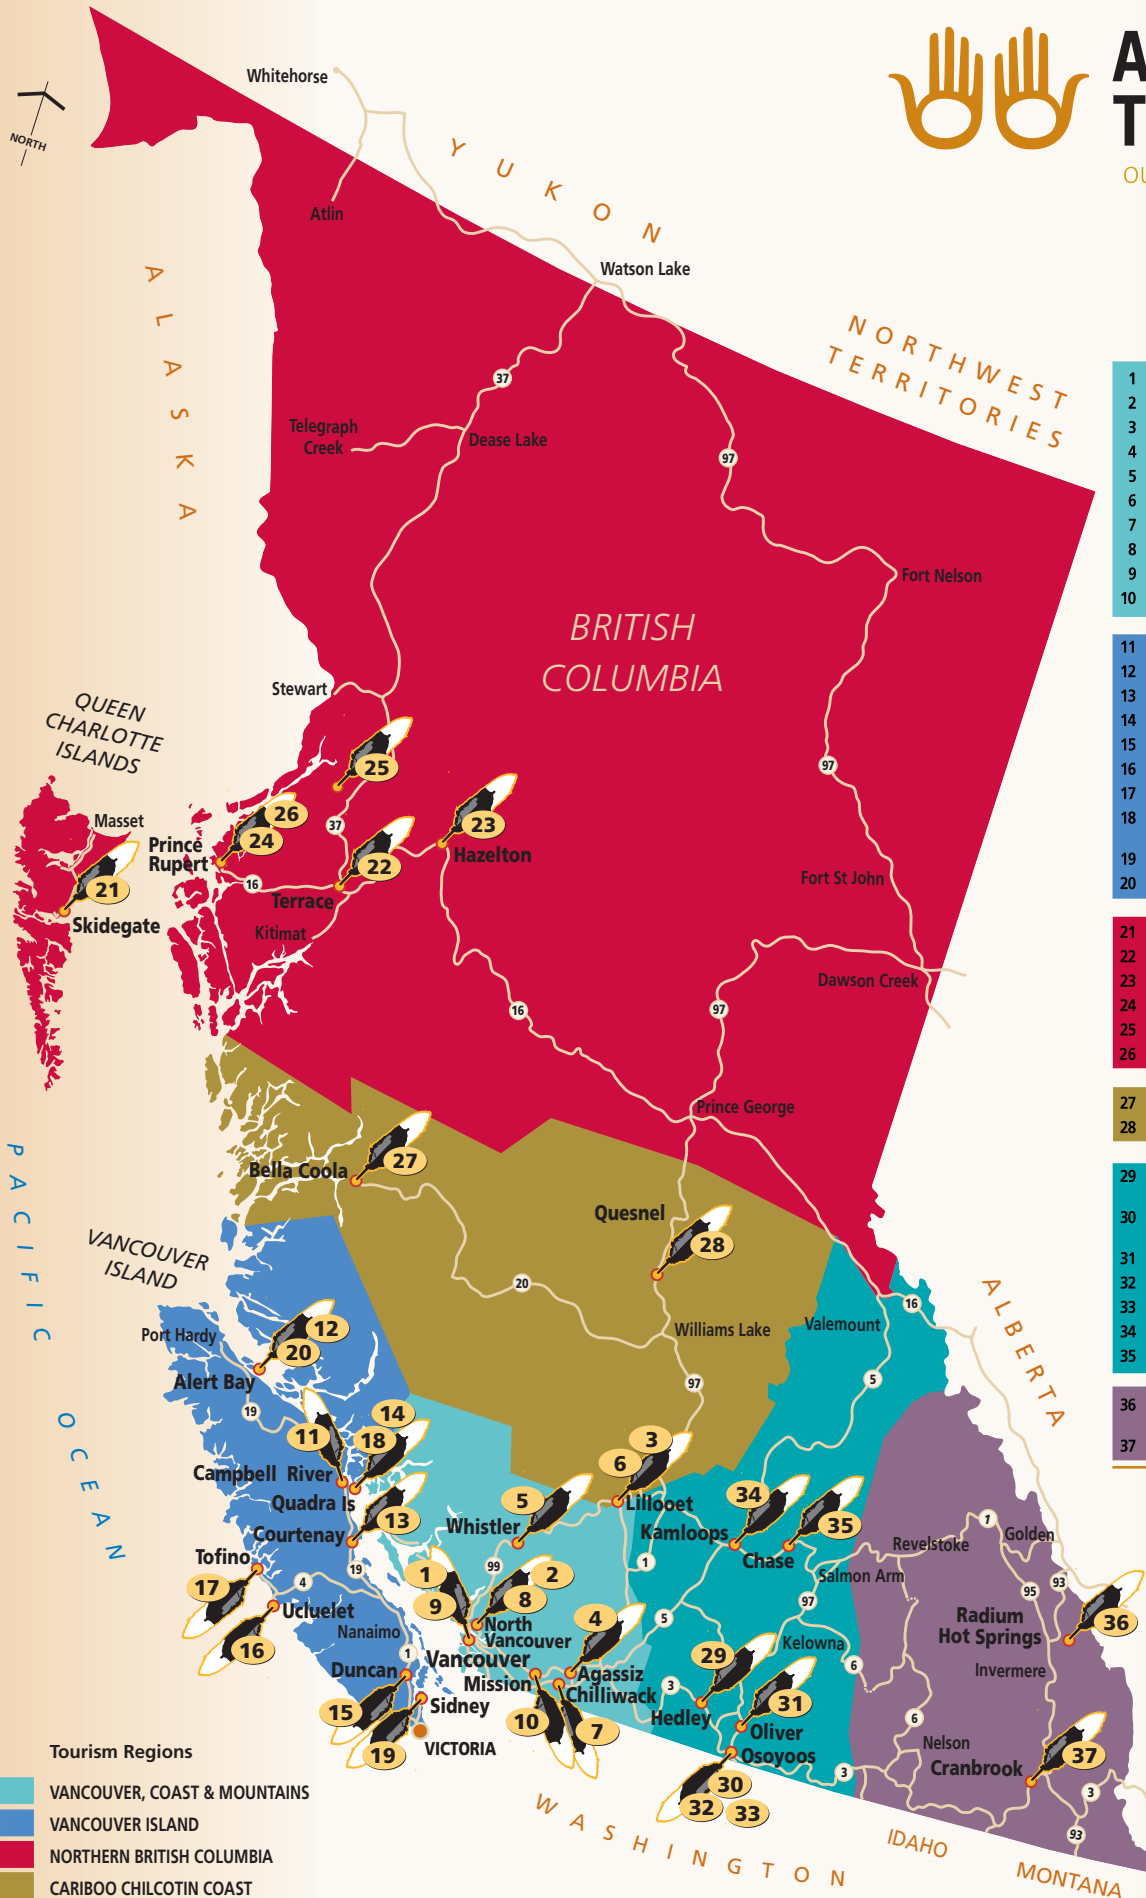 A
T
OU
Whitehorse
NORTH
YUKON
Atlin
Watson Lake
ALASKA
NORTHWEST
TERRITORIES
37
Telegraph
Creek
Dease Lake
97
Fort Nelson
BRITISH
COLUMBIA
Stewart
QUEEN
CHARLOTTE
ISLANDS
25
97
26
24
37
23
Masset
Prince
Rupert
22
Hazelton
21
16
Terrace
Fort St John
Skidegate
Kitimat
Dawson Creek
16
97
Prince George
PACIFIC
OCEAN
27
Bella Coola
Quesnel
28
VANCOUVER
ISLAND
20
16
ALBERTA
Port Hardy
12
20
Williams Lake
Valemount
Alert Bay
97
5
19
14
11
18
3
6
Campbell River
Quadra Is
5
Lillooet
34
13
Whistler
Kamloops
35
Courtenay
Chase
1
Golden
Revelstoke
Tofino
19
99
1
Salmon Arm
17
4
1
2
9
8
95
93
Ucluelet
4
5
97
Radium
Hot Springs
36
16
Nanaimo
North
Vancouver
Kelowna
Vancouver
1
29
6
Invermere
Duncan
Mission
Agassiz
Chilliwack
3
31
15
Sidney
10
7
Hedley
6
Oliver
19
VICTORIA
Osoyoos
Nelson
37
Cranbrook
3
30
32
33
3
93
WASHINGTON
IDAHO
MONTANA
Tourism Regions
VANCOUVER, COAST & MOUNTAINS
VANCOUVER ISLAND
NORTHERN BRITISH COLUMBIA
CARIBOO CHILCOTIN COAST
1
2
3
4
5
6
7
8
9
10
11
12
13
14
15
16
17
18
19
20
21
22
23
24
25
26
27
28
29
30
31
32
33
34
35
36
37